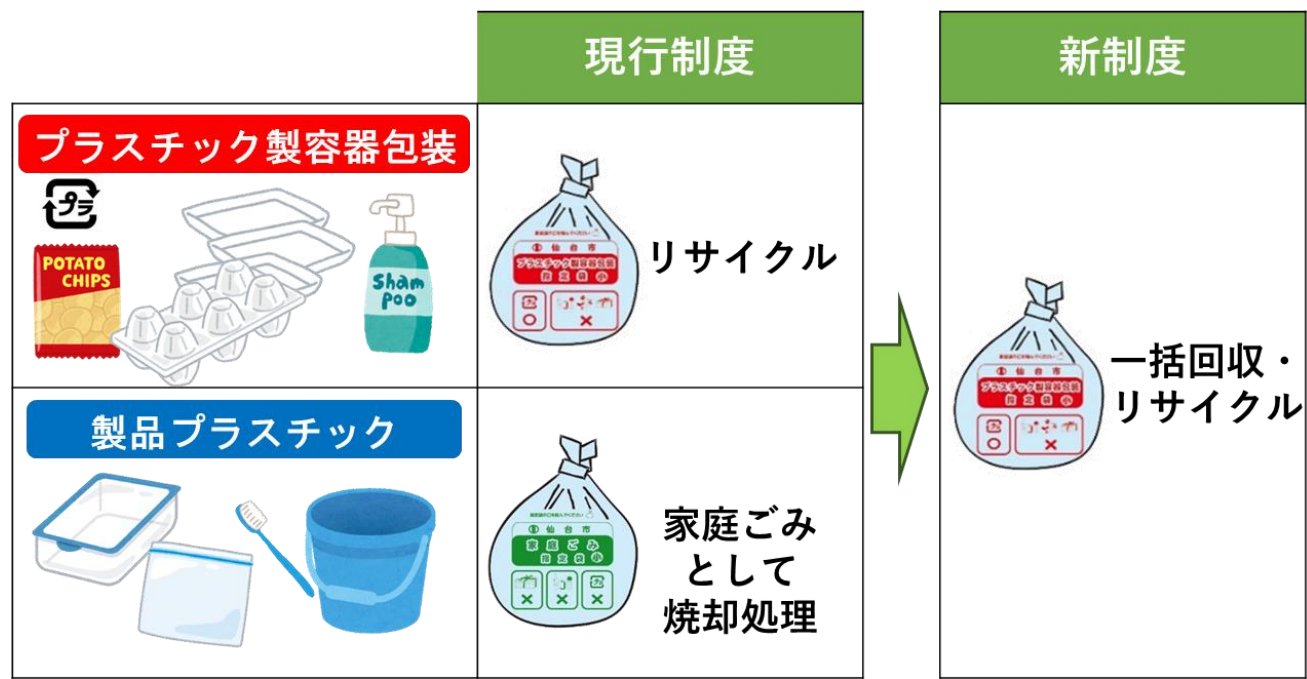 現行制度
新制度
プラスチック製容器包装
プラ
POTATO
CHIPS
Sham
poo
仙台市
プラスチック製容器包装
指定袋 小
リサイクル
製品プラスチック
仙台市
家庭ごみ
指定袋 小
家庭ごみ
として
焼却処理
仙台市
プラスチック製容器包装
指定袋 小
一括回収・
リサイクル